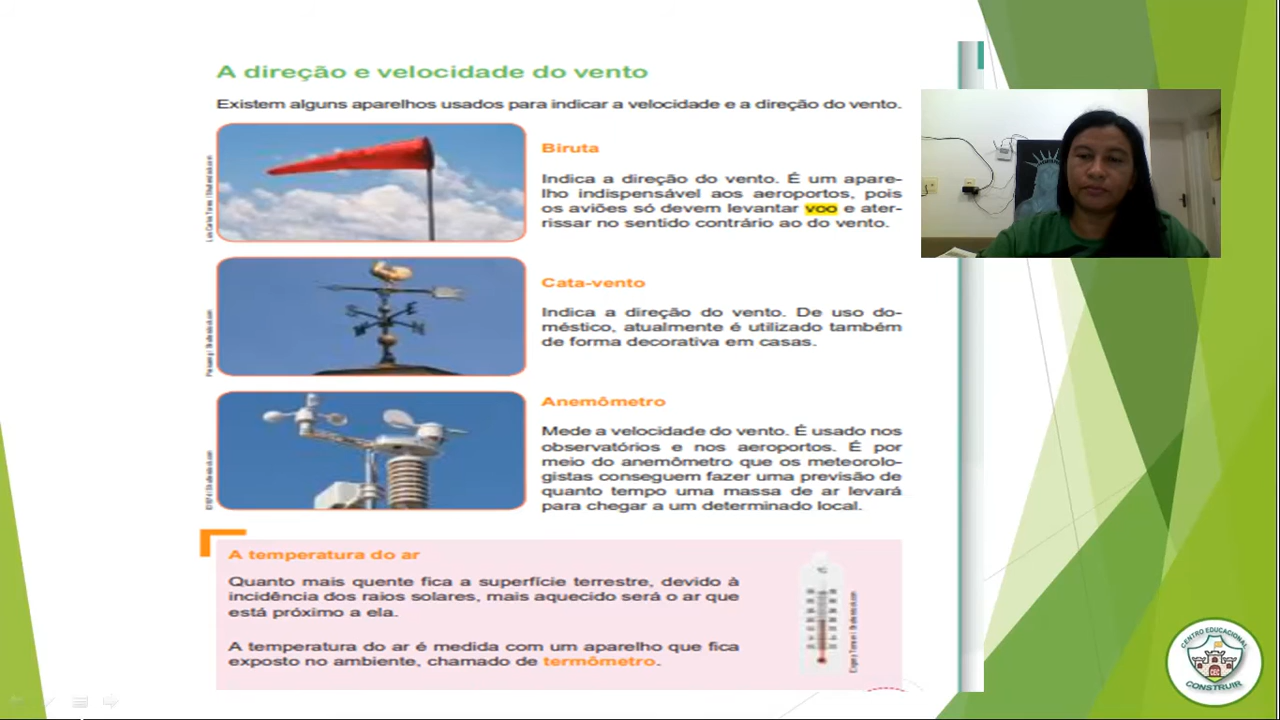 A direção e velocidade do vento
Existem alguns aparelhos usados para indicar a velocidade e a direção do vento.
Biruta
Indica a direção do vento. É um apare-
lho indispensável aos aeroportos, pois
os aviões só devem levantar voo e ater-
rissar no sentido contrário ao do vento.
Cata-vento
Indica a direção do vento. De uso do-
méstico, atualmente é utilizado também
de forma decorativa em casas.
Anemômetro
Mede a velocidade do vento. É usado nos
observatórios e nos aeroportos. É por
meio do anemômetro que os meteorolo-
gistas conseguem fazer uma previsão de
quanto tempo uma massa de ar levará
para chegar a um determinado local.
A temperatura do ar
Quanto mais quente fica a superfície terrestre, devido à
incidência dos raios solares, mais aquecido será o ar que
está próximo a ela.
A temperatura do ar é medida com um aparelho que fica
exposto no ambiente, chamado de termômetro.
CENTRO EDUCACIONAL
CEC
CONSTRUIR